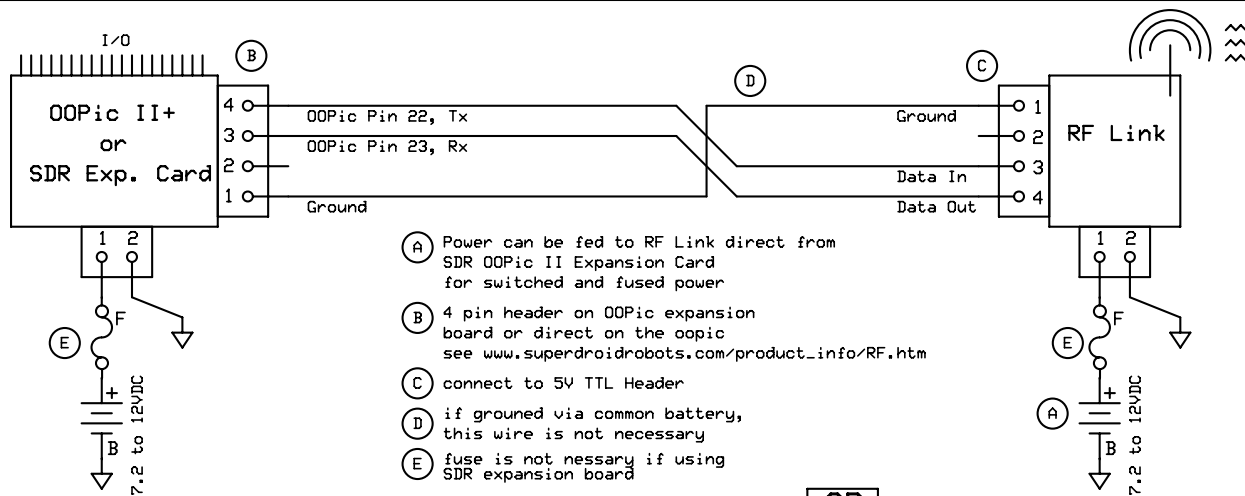 I/O
B
C
D
OOPic II+
or
SDR Exp. Card
4
3
2
1
OOPic Pin 22, Tx
OOPic Pin 23, Rx
Ground
Ground
Data In
Data Out
1
2
3
4
RF Link
1 2
F
E
+
B
7.2 to 12VDC
A Power can be fed to RF Link direct from
SDR OOPic II Expansion Card
for switched and fused power
B 4 pin header on OOPic expansion
board or direct on the oopic
see www.superdroidrobots.com/product_info/RF.htm
C connect to 5V TTL Header
D if grouned via common battery,
this wire is not necessary
E fuse is not nessary if using
SDR expansion board
1 2
F
E
A
+
B
7.2 to 12VDC